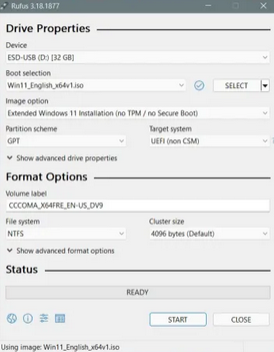 Rufus 3.18.1877
Drive Properties
Device
ESD-USB (D:) [32 GB]
Boot selection
Win11_English_x64v1.iso
SELECT
Image option
Extended Windows 11 Installation (no TPM / no Secure Boot)
Partition scheme
Target system
GPT
UEFI (non CSM)
Show advanced drive properties
Format Options
Volume label
CCCOMA_X64FRE_EN-US_DV9
File system
Cluster size
NTFS
4096 bytes (Default)
Show advanced format options
Status
READY
START
CLOSE
Using image: Win11_English_x64v1.iso